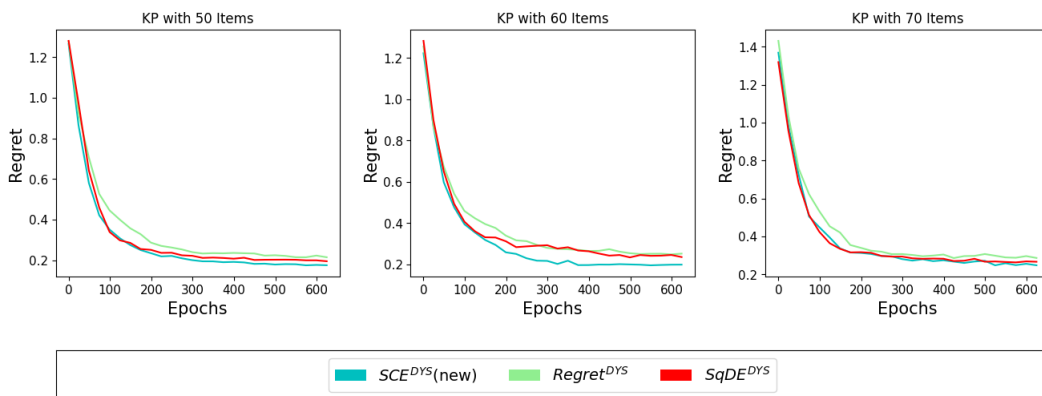 KP with 50 Items
KP with 60 Items
KP with 70 Items
Regret
1.2
1.0
0.8
0.6
0.4
0.2
0 100 200 300 400 500 600
Epochs
Regret
1.2
1.0
0.8
0.6
0.4
0.2
0 100 200 300 400 500 600
Epochs
Regret
1.4
1.2
1.0
0.8
0.6
0.4
0.2
0 100 200 300 400 500 600
Epochs
SCE^DYS(new) Regret^DYS SqDE^DYS